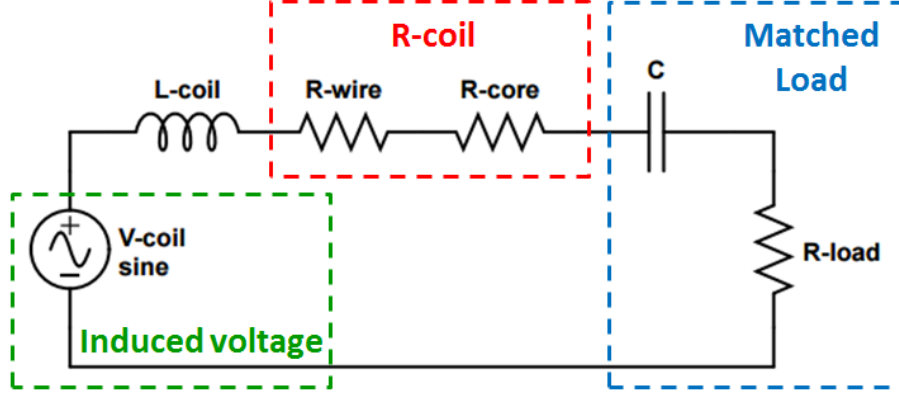 R-coil
Matched
Load
C
L-coil
R-wire
R-core
+
V-coil
sine
−
R-load
Induced voltage